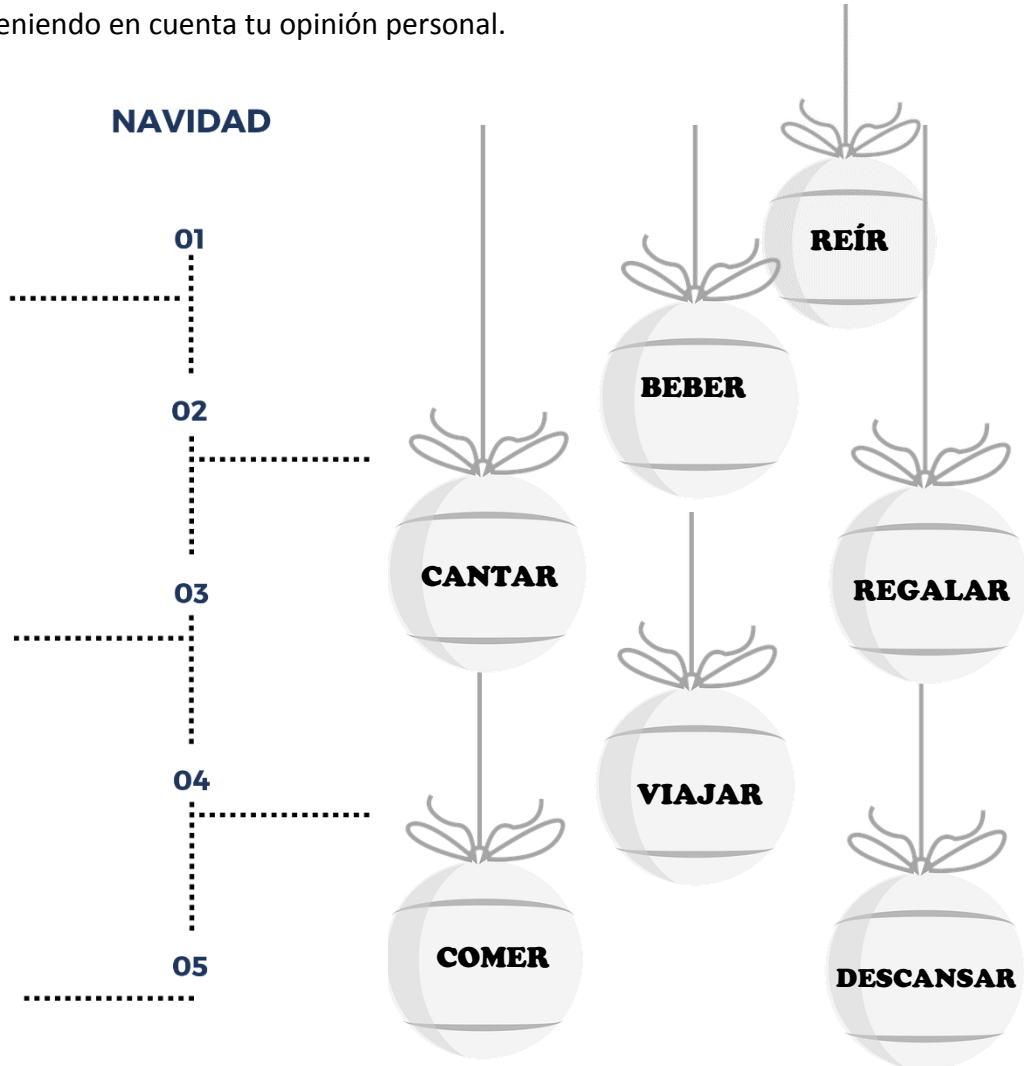 eniendo en cuenta tu opinión personal.
NAVIDAD
01
02
03
04
05
REÍR
BEBER
CANTAR
REGALAR
VIAJAR
COMER
DESCANSAR